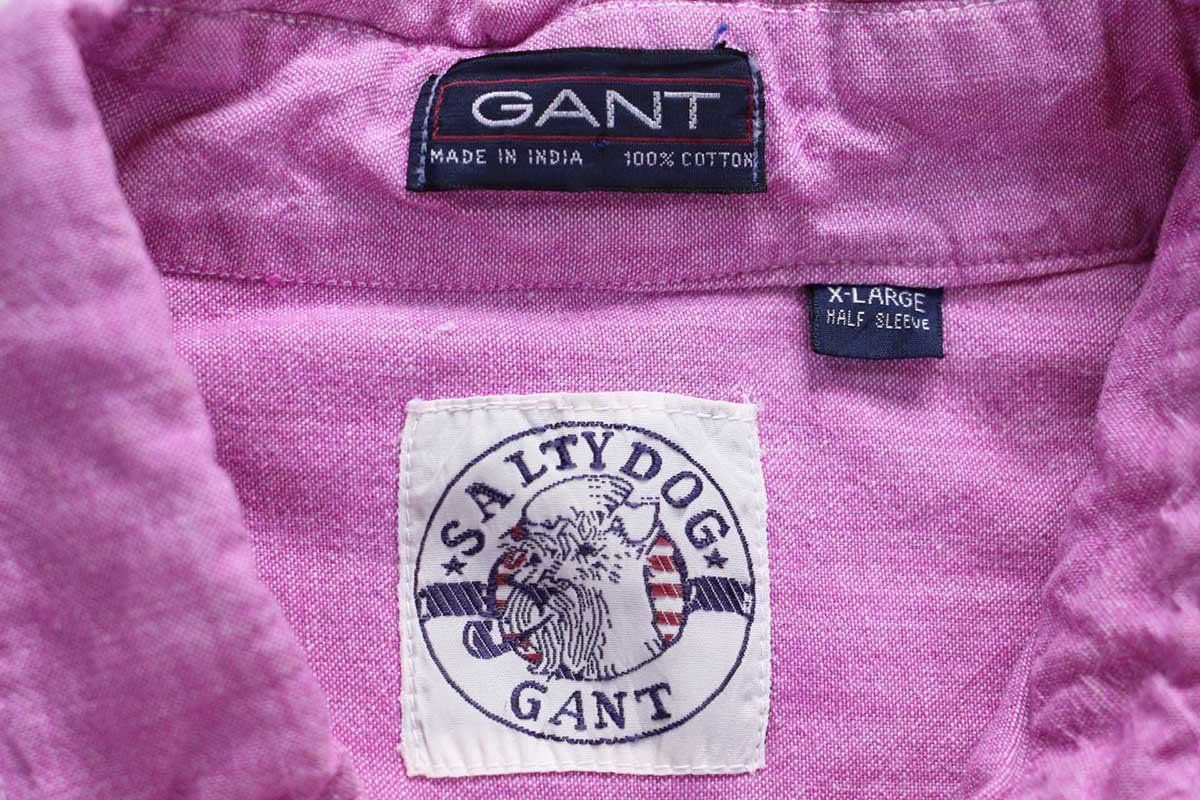 GANT
MADE IN INDIA 100% COTTON
X-LARGE
HALF SLEEVE
SALTY DOG
GANT